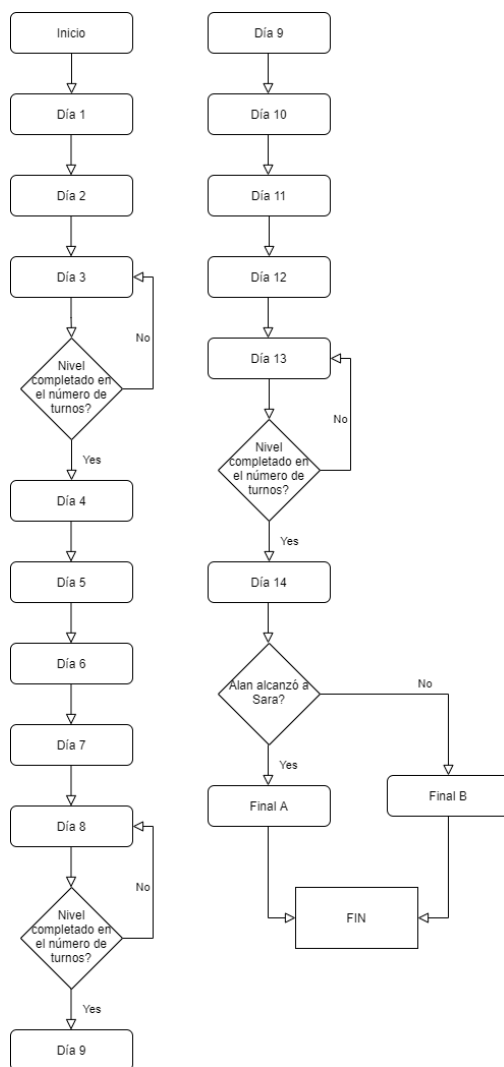 Inicio
Día 1
Día 2
Día 3
No
Nivel
completado en
el número de
turnos?
Yes
Día 4
Día 5
Día 6
Día 7
Día 8
No
Nivel
completado en
el número de
turnos?
Yes
Día 9
Día 9
Día 10
Día 11
Día 12
Día 13
No
Nivel
completado en
el número de
turnos?
Yes
Día 14
Alan alcanzó a
Sara?
No
Yes
Final A
Final B
FIN